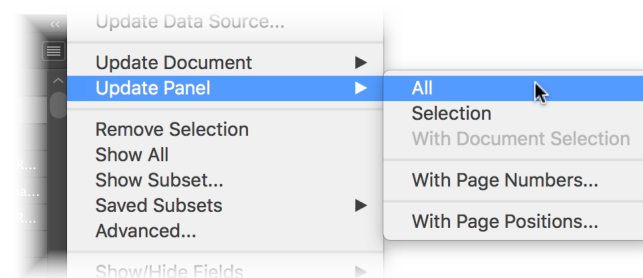 Update Data Source...
Update Document
Update Panel
All
Selection
With Document Selection
With Page Numbers...
With Page Positions...
Remove Selection
Show All
Show Subset...
Saved Subsets
Advanced...
Show/Hide Fields